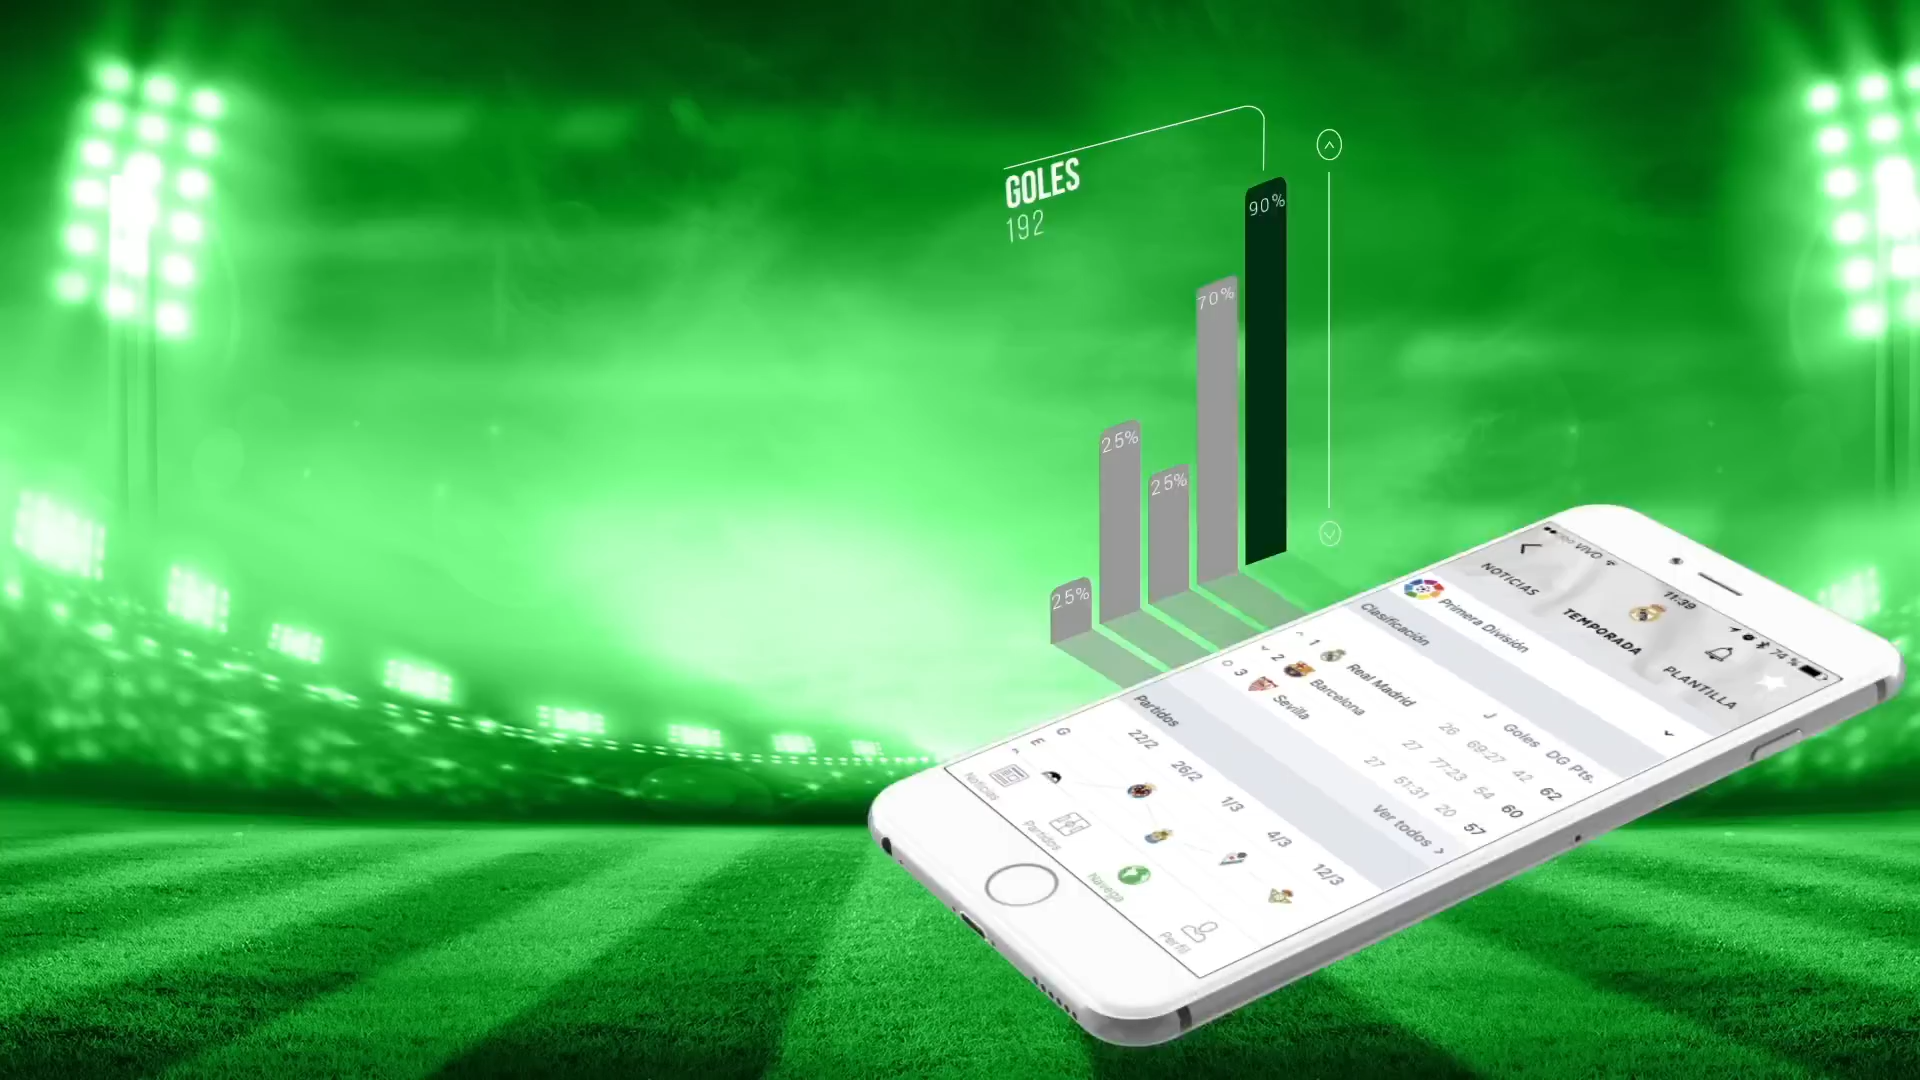 GOLES
192
90%
70%
25%
25%
25%
VIVO
11:39
74 %
NOTICIAS
TEMPORADA
PLANTILLA
Primera División
Clasificación
J Goles DG Pts.
1 Real Madrid 26 69:27 42 62
2 Barcelona 27 77:23 54 60
3 Sevilla 27 51:31 20 57
Ver todos >
Partidos
22/2 26/2 1/3 4/3 12/3
G
E
Noticias
Partidos
Navega
Perfil